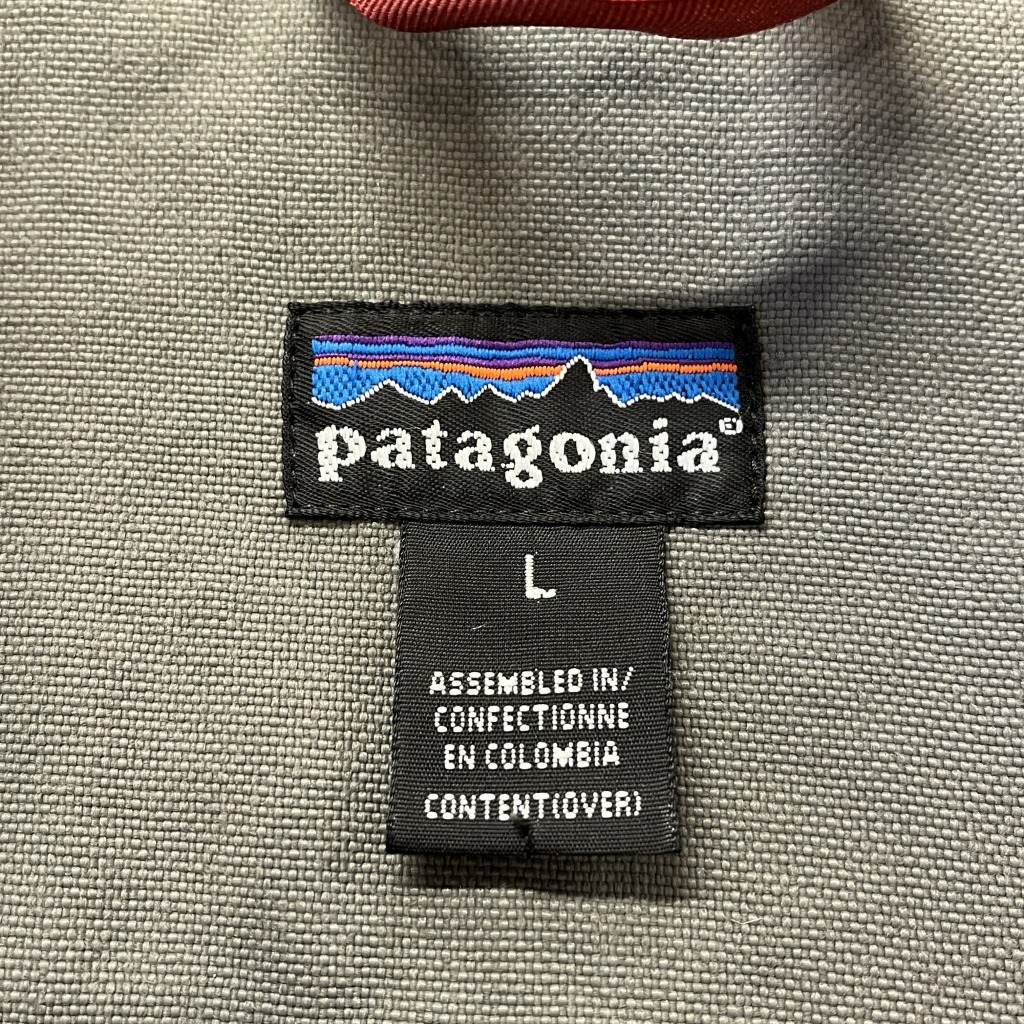 patagonia®
L
ASSEMBLED IN/
CONFECTIONNE
EN COLOMBIA
CONTENT(OVER)